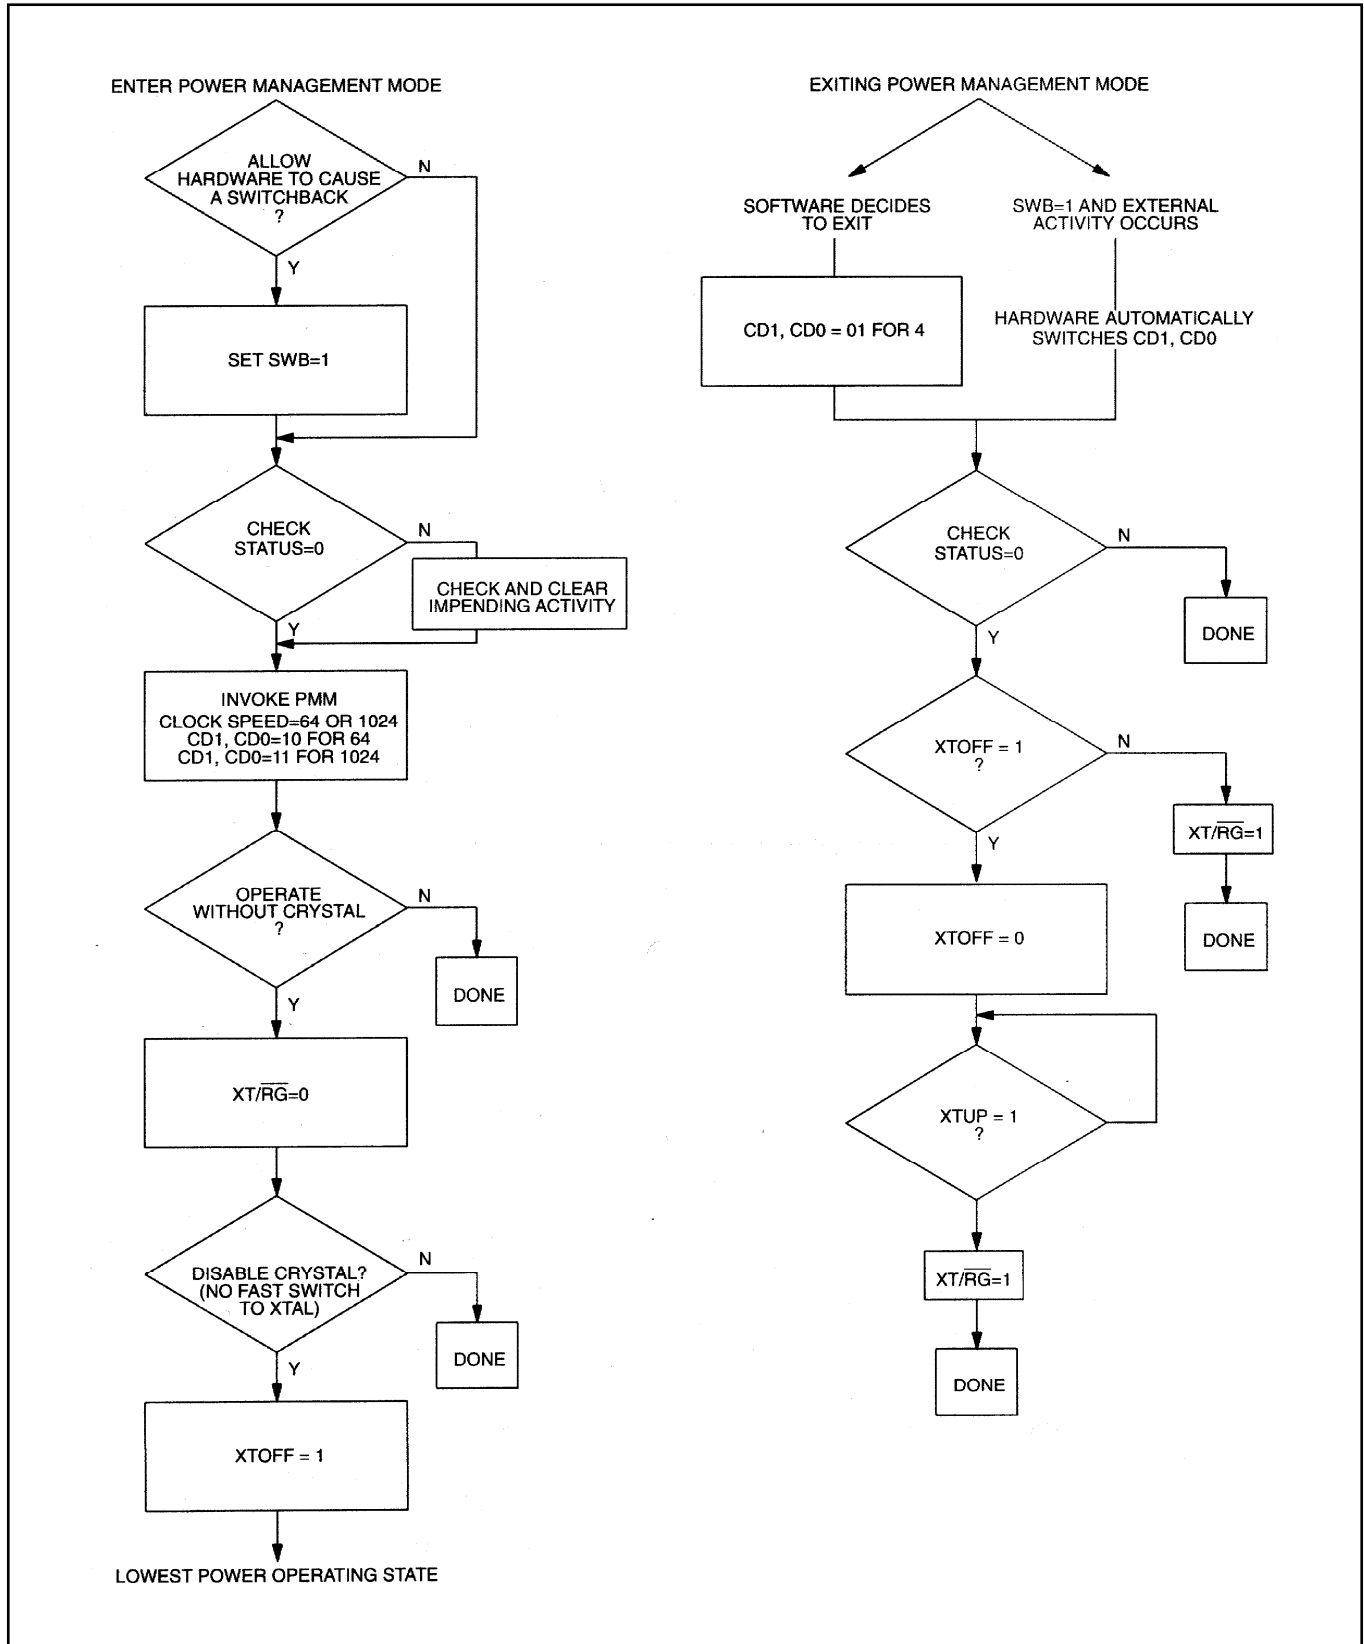 ENTER POWER MANAGEMENT MODE
ALLOW
HARDWARE TO CAUSE
A SWITCHBACK
?
N
Y
SET SWB=1
CHECK
STATUS=0
N
CHECK AND CLEAR
IMPENDING ACTIVITY
Y
INVOKE PMM
CLOCK SPEED=64 OR 1024
CD1, CD0=10 FOR 64
CD1, CD0=11 FOR 1024
OPERATE
WITHOUT CRYSTAL
?
N
DONE
Y
XT/R̅G̅=0
DISABLE CRYSTAL?
(NO FAST SWITCH
TO XTAL)
N
DONE
Y
XTOFF = 1
LOWEST POWER OPERATING STATE
EXITING POWER MANAGEMENT MODE
SOFTWARE DECIDES
TO EXIT
SWB=1 AND EXTERNAL
ACTIVITY OCCURS
CD1, CD0 = 01 FOR 4
HARDWARE AUTOMATICALLY
SWITCHES CD1, CD0
CHECK
STATUS=0
N
DONE
Y
XTOFF = 1
?
N
XT/R̅G̅=1
DONE
Y
XTOFF = 0
XTUP = 1
?
XT/R̅G̅=1
DONE